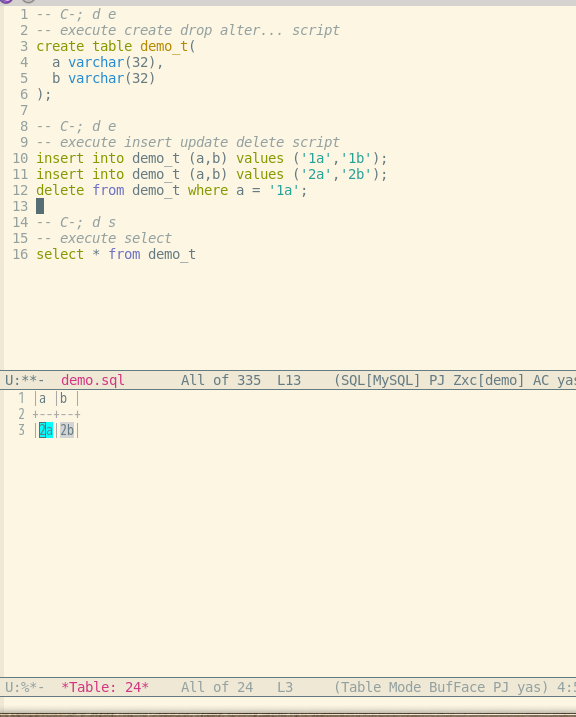 1 -- C-; d e
2 -- execute create drop alter... script
3 create table demo_t(
4   a varchar(32),
5   b varchar(32)
6 );
7
8 -- C-; d e
9 -- execute insert update delete script
10 insert into demo_t (a,b) values ('1a','1b');
11 insert into demo_t (a,b) values ('2a','2b');
12 delete from demo_t where a = '1a';
13
14 -- C-; d s
15 -- execute select
16 select * from demo_t
U:**-  demo.sql       All of 335  L13    (SQL[MySQL] PJ Zxc[demo] AC yas
1 |a |b |
2 +--+--+
3 |2a|2b|
U:%*-  *Table: 24*    All of 24   L3     (Table Mode BufFace PJ yas) 4:5